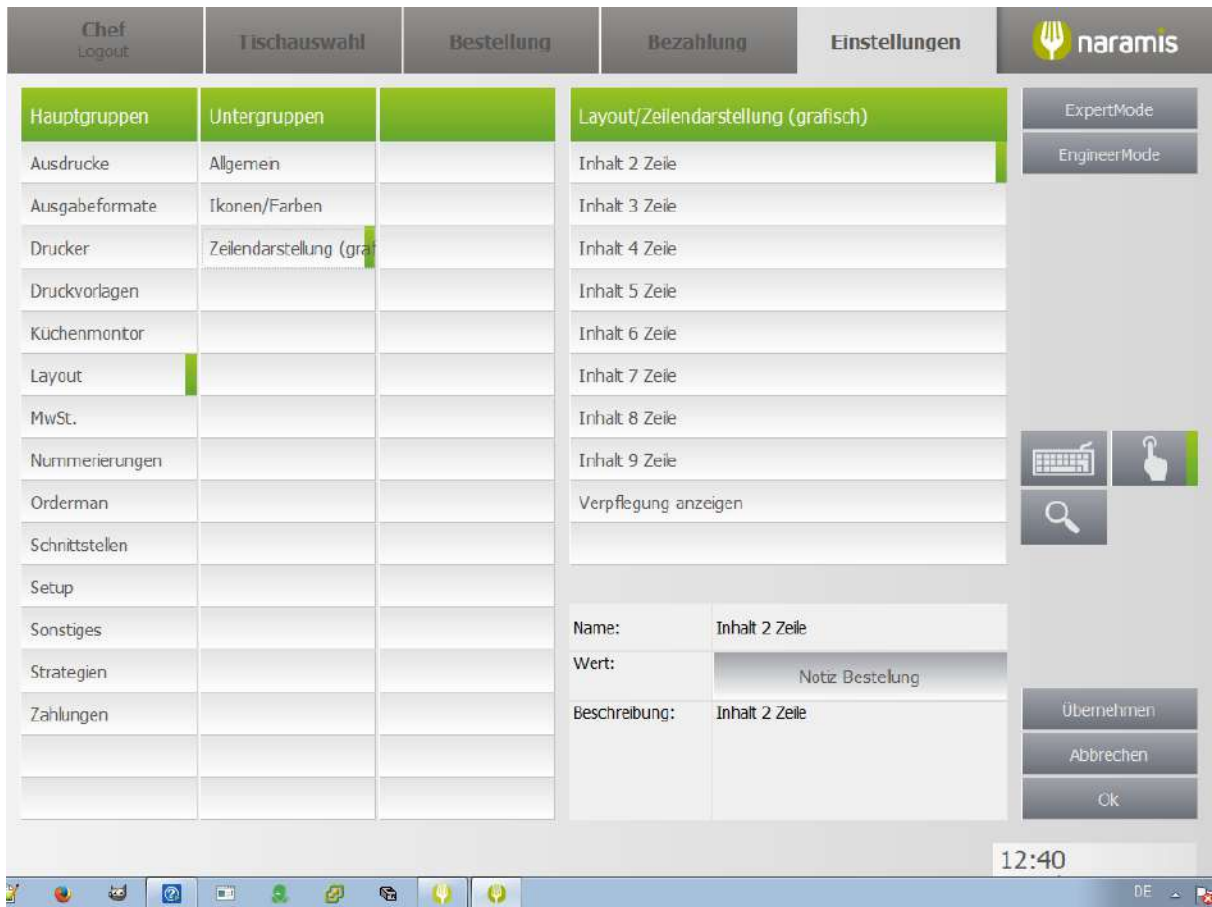 Chef
Logout
Tischauswahl
Bestellung
Bezahlung
Einstellungen
naramis
Hauptgruppen
Untergruppen
Layout/Zeilendarstellung (grafisch)
ExpertMode
EngineerMode
Ausdrucke
Allgemein
Inhalt 2 Zeile
Ausgabeformate
Ikonen/Farben
Inhalt 3 Zeile
Drucker
Zeilendarstellung (graf
Inhalt 4 Zeile
Druckvorlagen
Inhalt 5 Zeile
Küchenmonitor
Inhalt 6 Zeile
Layout
Inhalt 7 Zeile
MwSt.
Inhalt 8 Zeile
Nummerierungen
Inhalt 9 Zeile
Orderman
Verpflegung anzeigen
Schnittstellen
Setup
Sonstiges
Strategien
Zahlungen
Name:
Inhalt 2 Zeile
Wert:
Notiz Bestellung
Beschreibung:
Inhalt 2 Zeile
Übernehmen
Abbrechen
Ok
12:40
DE